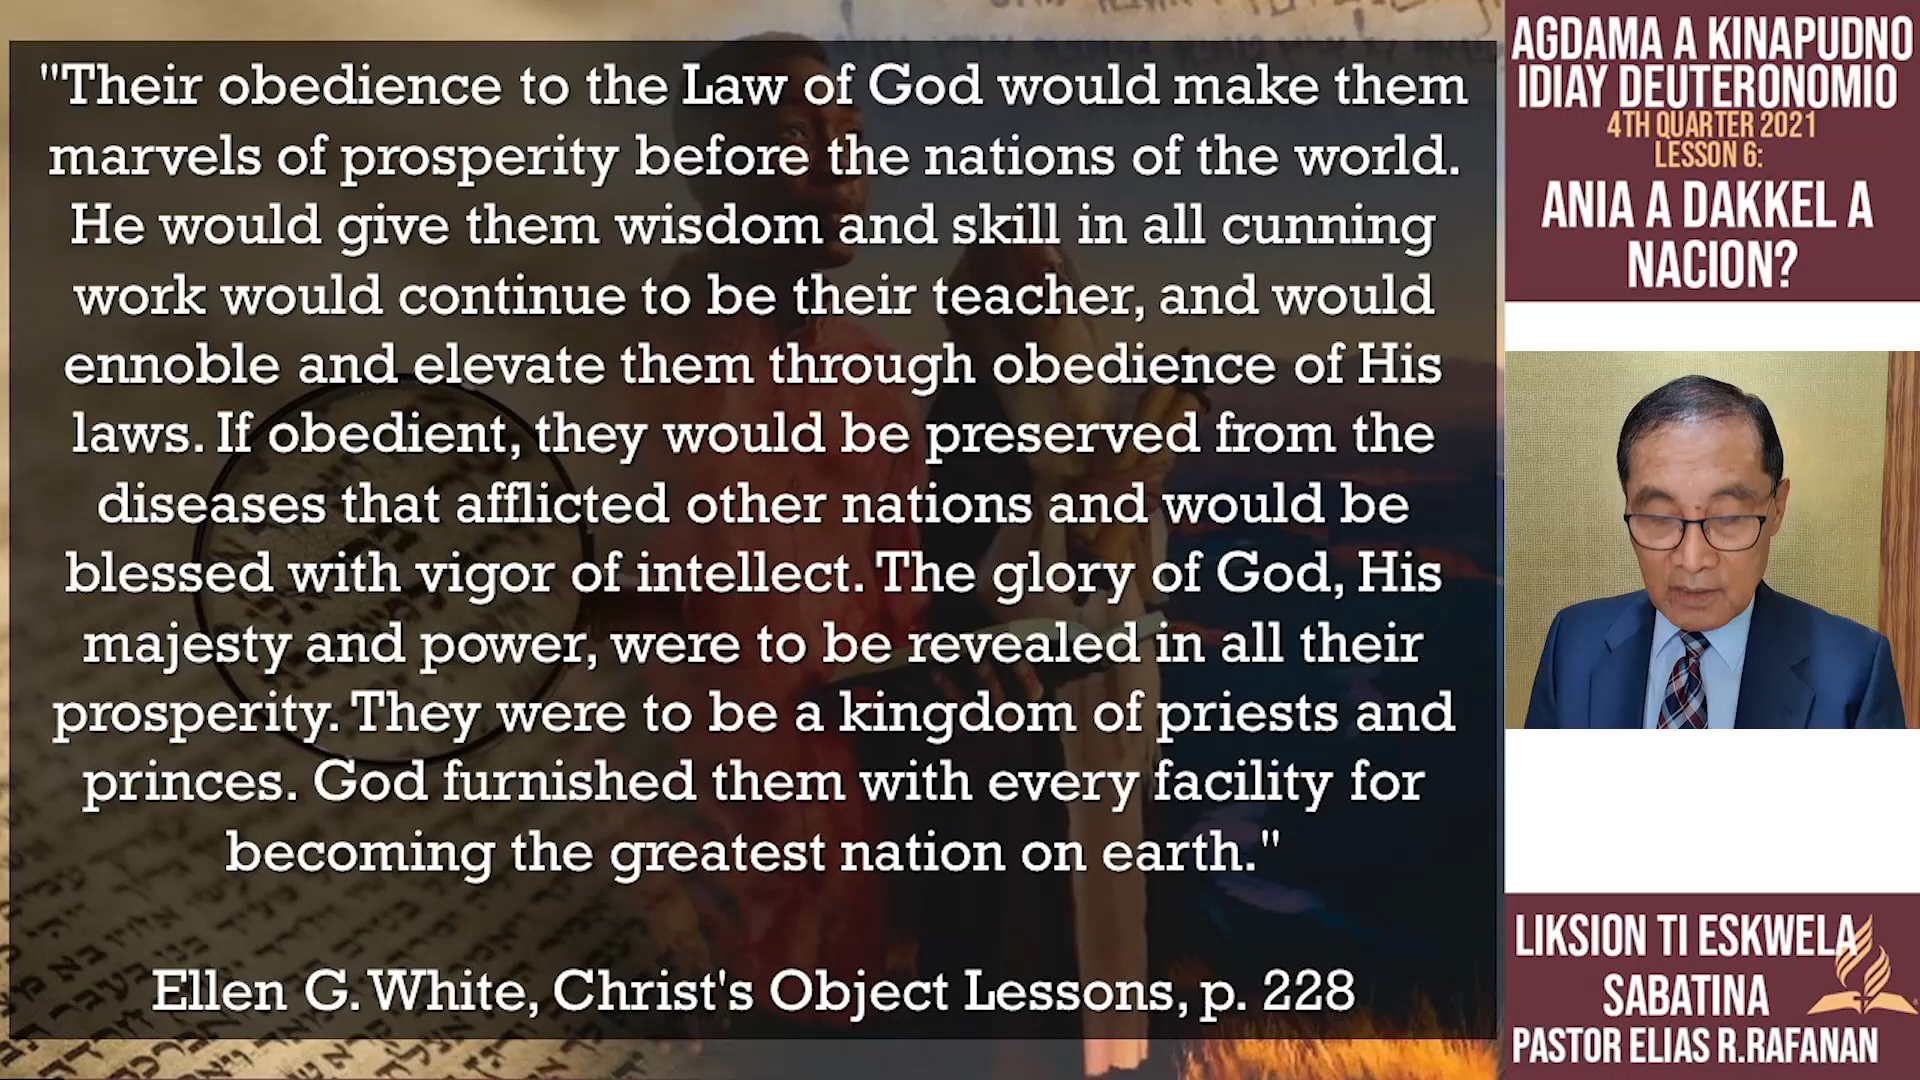 "Their obedience to the Law of God would make them
marvels of prosperity before the nations of the world.
He would give them wisdom and skill in all cunning
work would continue to be their teacher, and would
ennoble and elevate them through obedience of His
laws. If obedient, they would be preserved from the
diseases that afflicted other nations and would be
blessed with vigor of intellect. The glory of God, His
majesty and power, were to be revealed in all their
prosperity. They were to be a kingdom of priests and
princes. God furnished them with every facility for
becoming the greatest nation on earth."
Ellen G. White, Christ's Object Lessons, p. 228
AGDAMA A KINAPUDNO
IDIAY DEUTERONOMIO
4TH QUARTER 2021
LESSON 6:
ANIA A DAKKEL A
NACION?
LIKSION TI ESKWELA
SABATINA
PASTOR ELIAS R.RAFANAN